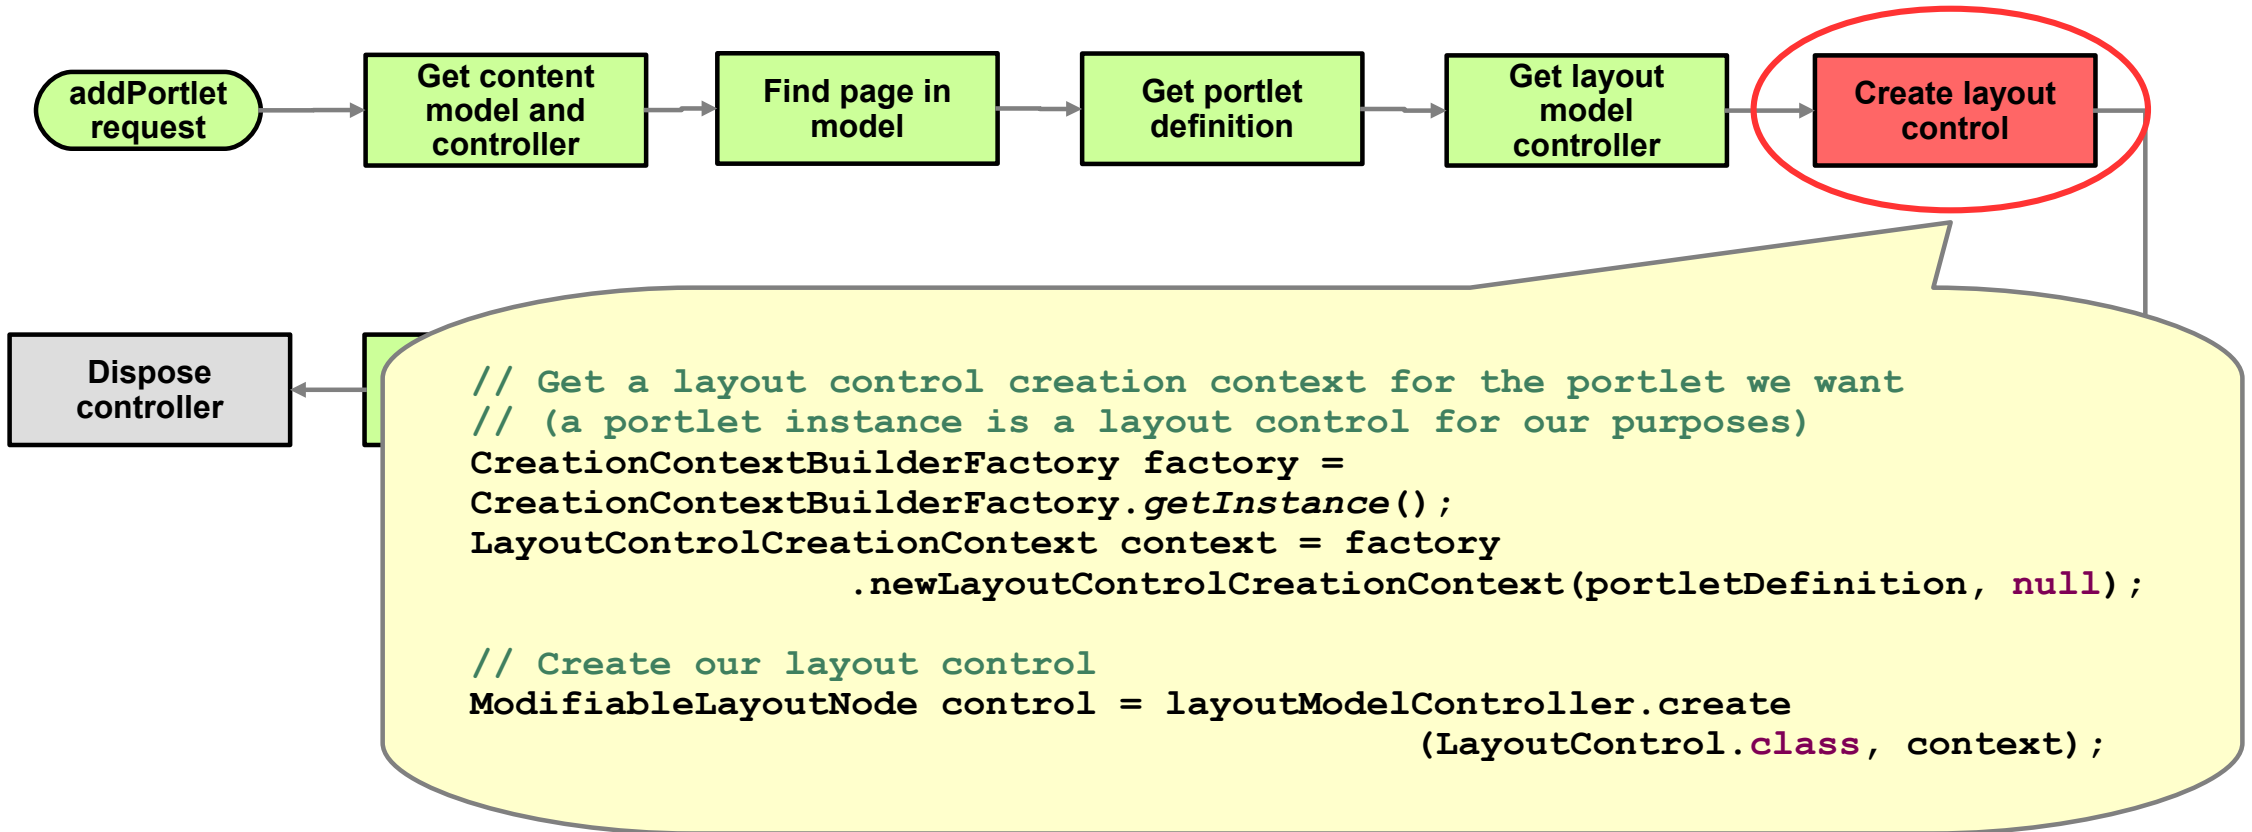 addPortlet
request
Get content
model and
controller
Find page in
model
Get portlet
definition
Get layout
model
controller
Create layout
control
Dispose
controller
// Get a layout control creation context for the portlet we want
// (a portlet instance is a layout control for our purposes)
CreationContextBuilderFactory factory =
CreationContextBuilderFactory.getInstance();
LayoutControlCreationContext context = factory
.newLayoutControlCreationContext(portletDefinition, null);
// Create our layout control
ModifiableLayoutNode control = layoutModelController.create
(LayoutControl.class, context);